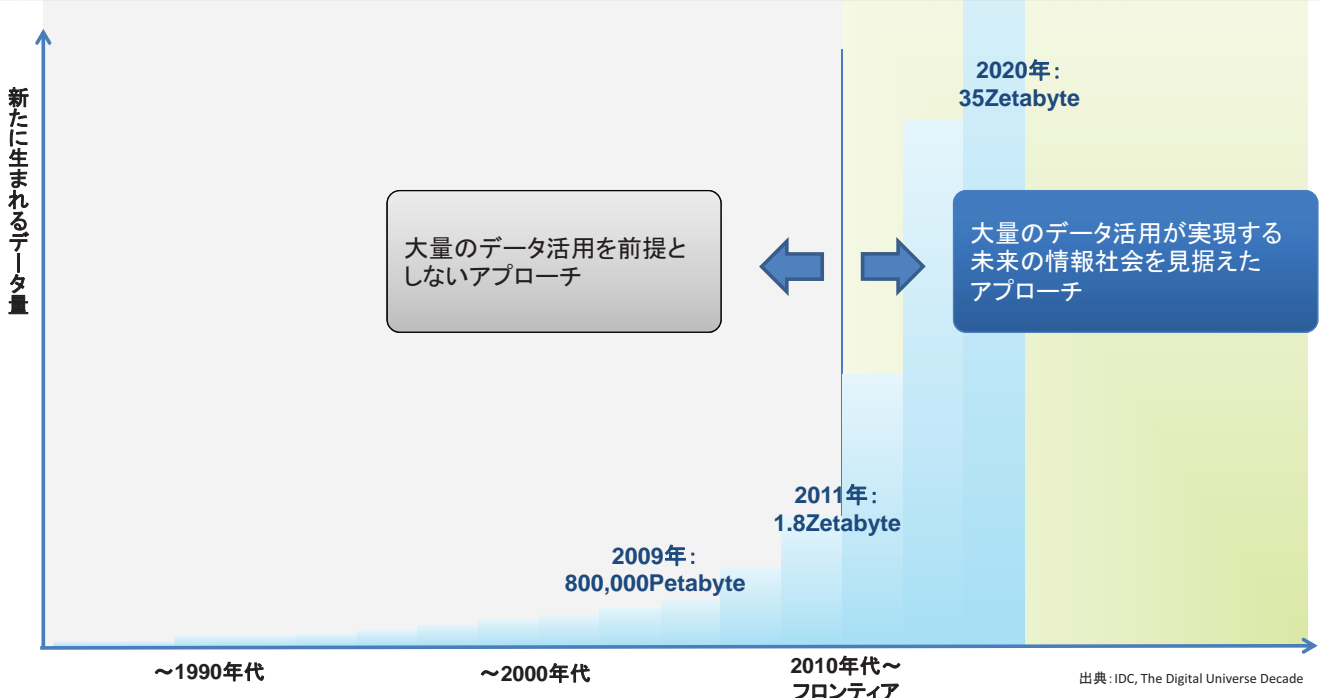 新たに生まれるデータ量
2020年：
35Zetabyte
大量のデータ活用を前提と
しないアプローチ
大量のデータ活用が実現する
未来の情報社会を見据えた
アプローチ
2011年：
1.8Zetabyte
2009年：
800,000Petabyte
～1990年代
～2000年代
2010年代～
フロンティア
出典：IDC, The Digital Universe Decade